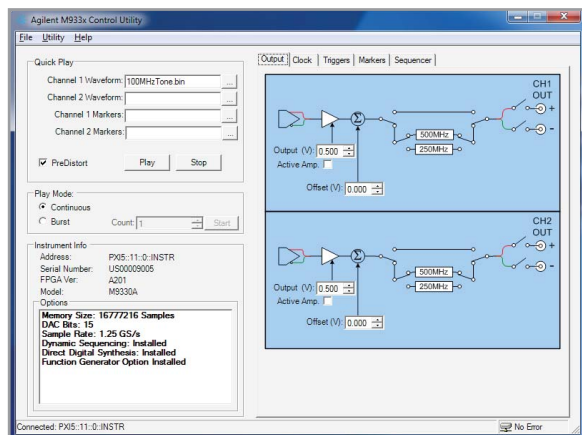 Agilent M933x Control Utility
File Utility Help
Quick Play
Channel 1 Waveform: 100MHzTone.bin ...
Channel 2 Waveform: ...
Channel 1 Markers: ...
Channel 2 Markers: ...
PreDistort Play Stop
Play Mode:
Continuous
Burst Count: 1 Start
Instrument Info
Address: PXI5::11::0::INSTR
Serial Number: US00009005
FPGA Ver: A201
Model: M9330A
Options
Memory Size: 16777216 Samples
DAC Bits: 15
Sample Rate: 1.25 GS/s
Dynamic Sequencing: Installed
Direct Digital Synthesis: Installed
Function Generator Option Installed
Output Clock Triggers Markers Sequencer
CH1
OUT
+
-
Σ
500MHz
250MHz
Output (V): 0.500
Active Amp.
Offset (V): 0.000
CH2
OUT
+
-
Σ
500MHz
250MHz
Output (V): 0.500
Active Amp.
Offset (V): 0.000
Connected: PXI5::11::0::INSTR
No Error